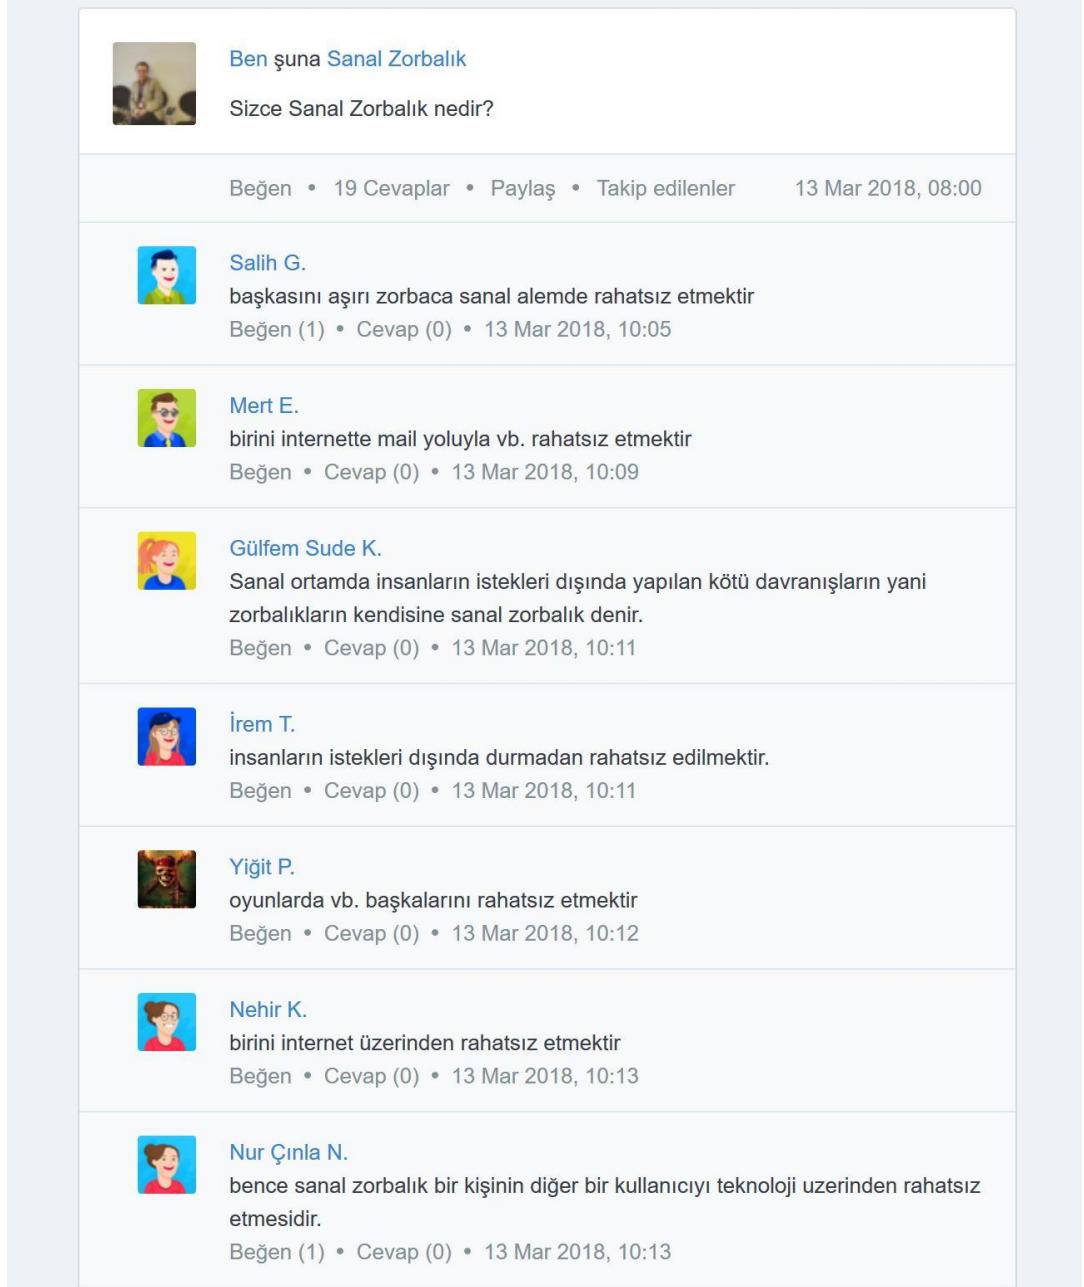 Ben şuna Sanal Zorbalık
Sizce Sanal Zorbalık nedir?
Beğen • 19 Cevaplar • Paylaş • Takip edilenler 13 Mar 2018, 08:00
Salih G.
başkasını aşırı zorbaca sanal alemde rahatsız etmektir
Beğen (1) • Cevap (0) • 13 Mar 2018, 10:05
Mert E.
birini internette mail yoluyla vb. rahatsız etmektir
Beğen • Cevap (0) • 13 Mar 2018, 10:09
Gülfem Sude K.
Sanal ortamda insanların istekleri dışında yapılan kötü davranışların yani
zorbalıkların kendisine sanal zorbalık denir.
Beğen • Cevap (0) • 13 Mar 2018, 10:11
İrem T.
insanların istekleri dışında durmadan rahatsız edilmektir.
Beğen • Cevap (0) • 13 Mar 2018, 10:11
Yiğit P.
oyunlarda vb. başkalarını rahatsız etmektir
Beğen • Cevap (0) • 13 Mar 2018, 10:12
Nehir K.
birini internet üzerinden rahatsız etmektir
Beğen • Cevap (0) • 13 Mar 2018, 10:13
Nur Çınla N.
bence sanal zorbalık bir kişinin diğer bir kullanıcıyı teknoloji uzerinden rahatsız
etmesidir.
Beğen (1) • Cevap (0) • 13 Mar 2018, 10:13